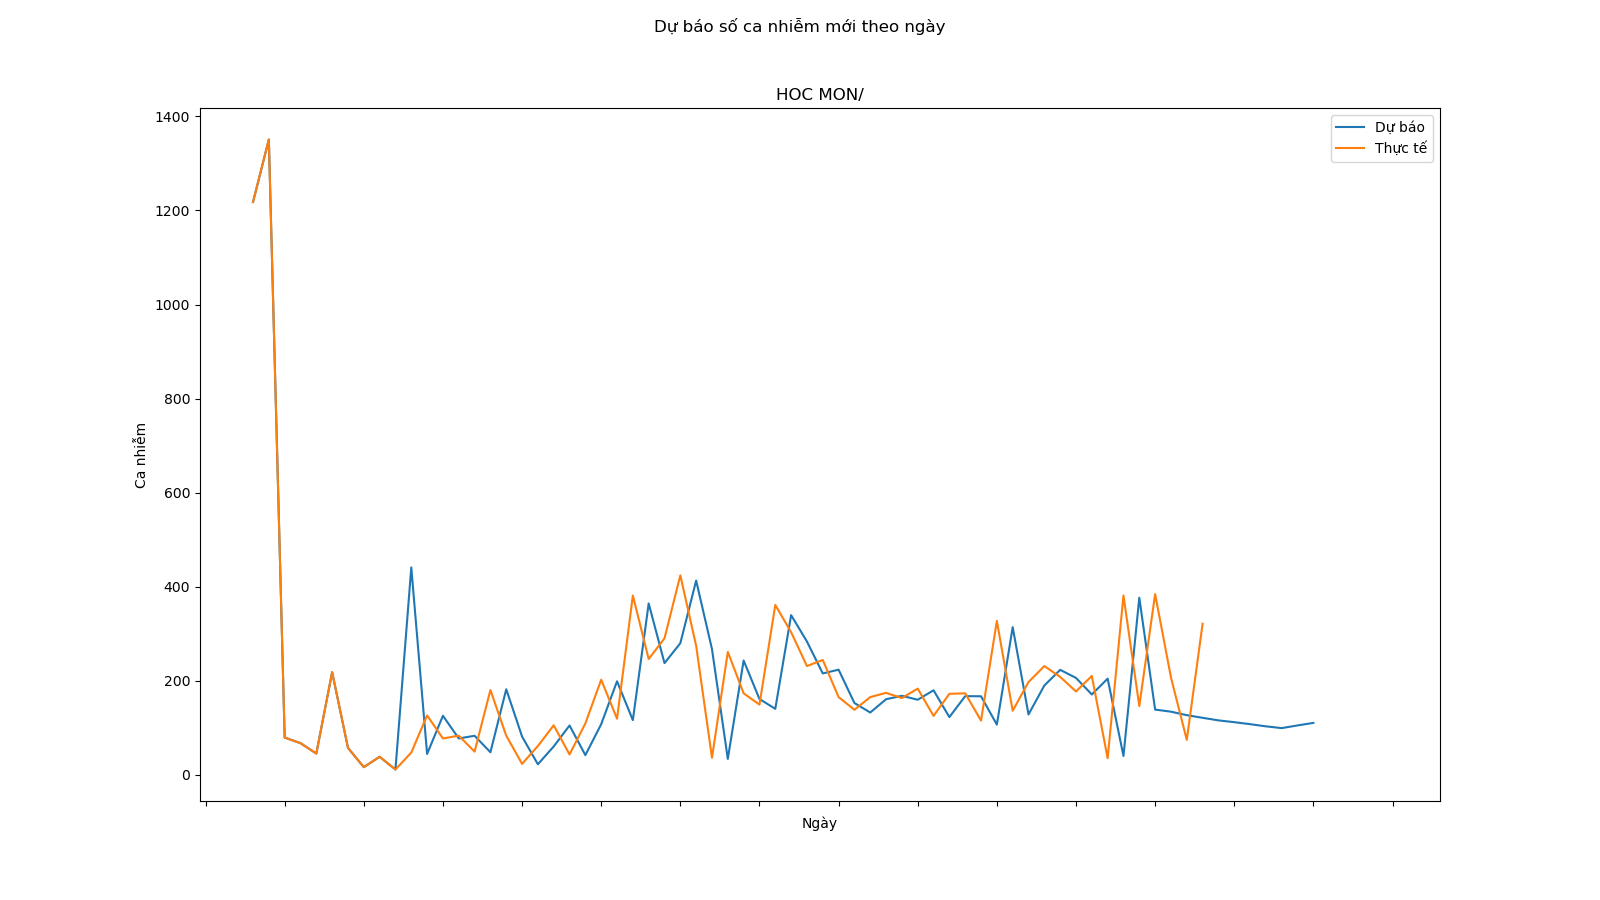 Dự báo số ca nhiễm mới theo ngày
HOC MON/
Dự báo
Thực tế
1400
1200
1000
800
600
400
200
0
Ca nhiễm
Ngày